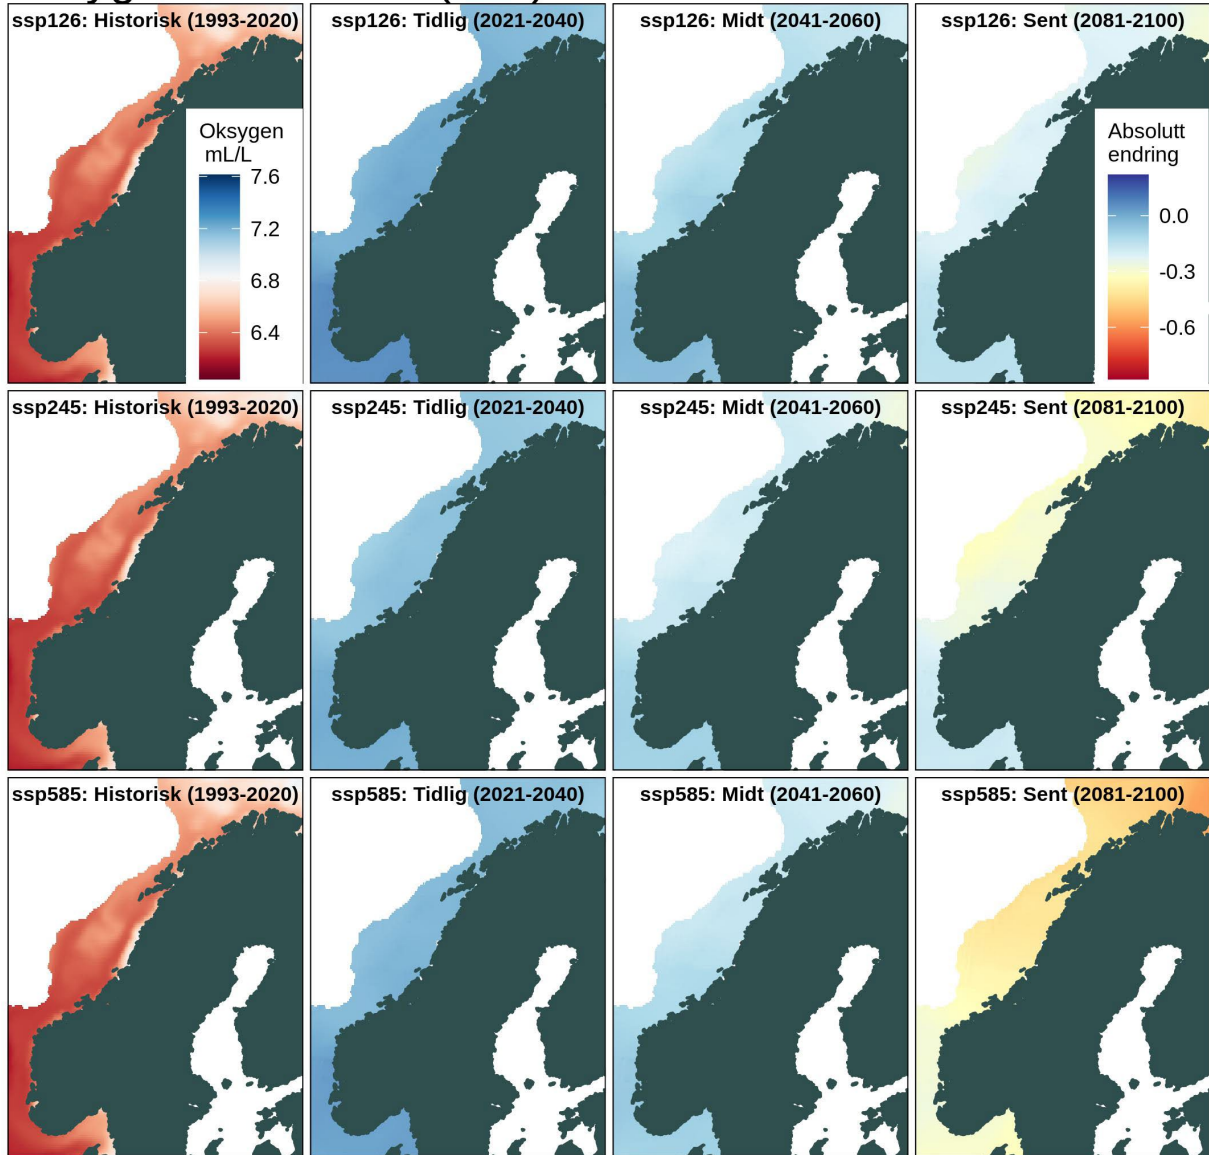 ssp126: Historisk (1993-2020)
ssp126: Tidlig (2021-2040)
ssp126: Midt (2041-2060)
ssp126: Sent (2081-2100)
Oksygen
mL/L
7.6
7.2
6.8
6.4
Absolutt
endring
0.0
-0.3
-0.6
ssp245: Historisk (1993-2020)
ssp245: Tidlig (2021-2040)
ssp245: Midt (2041-2060)
ssp245: Sent (2081-2100)
ssp585: Historisk (1993-2020)
ssp585: Tidlig (2021-2040)
ssp585: Midt (2041-2060)
ssp585: Sent (2081-2100)